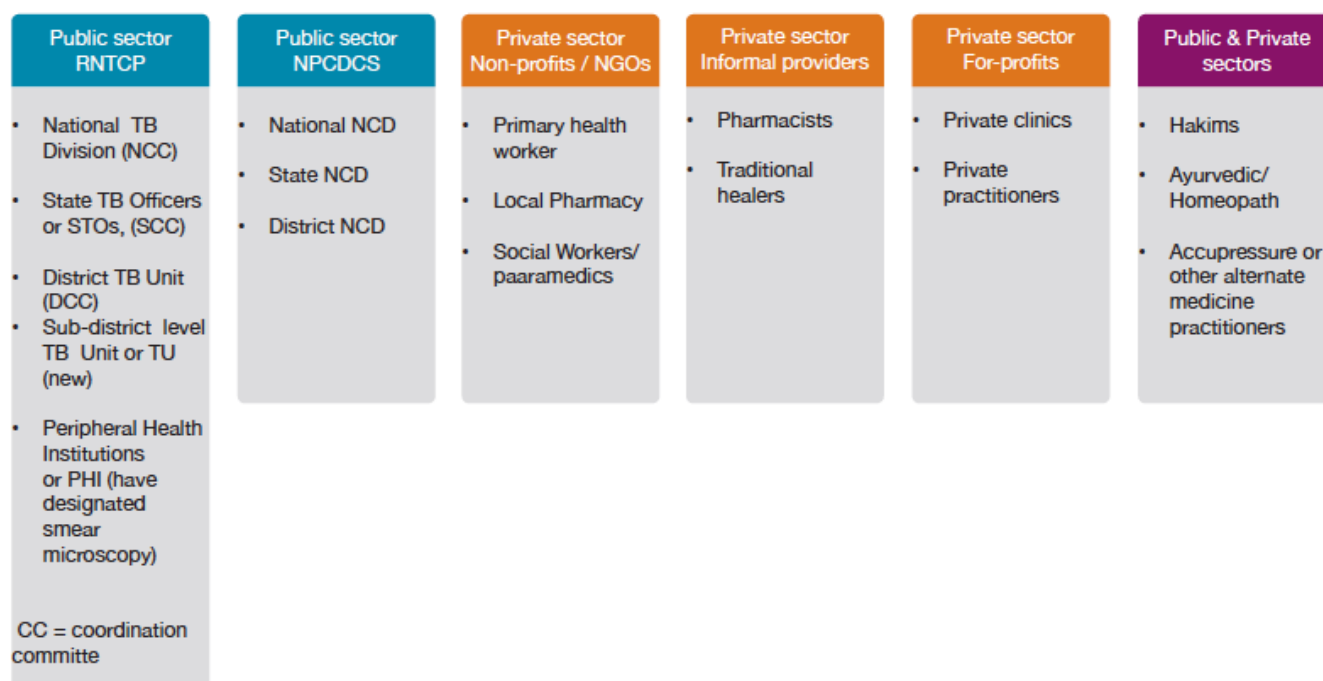 Public sector
RNTCP
• National TB
Division (NCC)
• State TB Officers
or STOs, (SCC)
• District TB Unit
(DCC)
• Sub-district level
TB Unit or TU
(new)
• Peripheral Health
Institutions
or PHI (have
designated
smear
microscopy)
CC = coordination
committe
Public sector
NPCDCS
• National NCD
• State NCD
• District NCD
Private sector
Non-profits / NGOs
• Primary health
worker
• Local Pharmacy
• Social Workers/
paaramedics
Private sector
Informal providers
• Pharmacists
• Traditional
healers
Private sector
For-profits
• Private clinics
• Private
practitioners
Public & Private
sectors
• Hakims
• Ayurvedic/
Homeopath
• Accupressure or
other alternate
medicine
practitioners